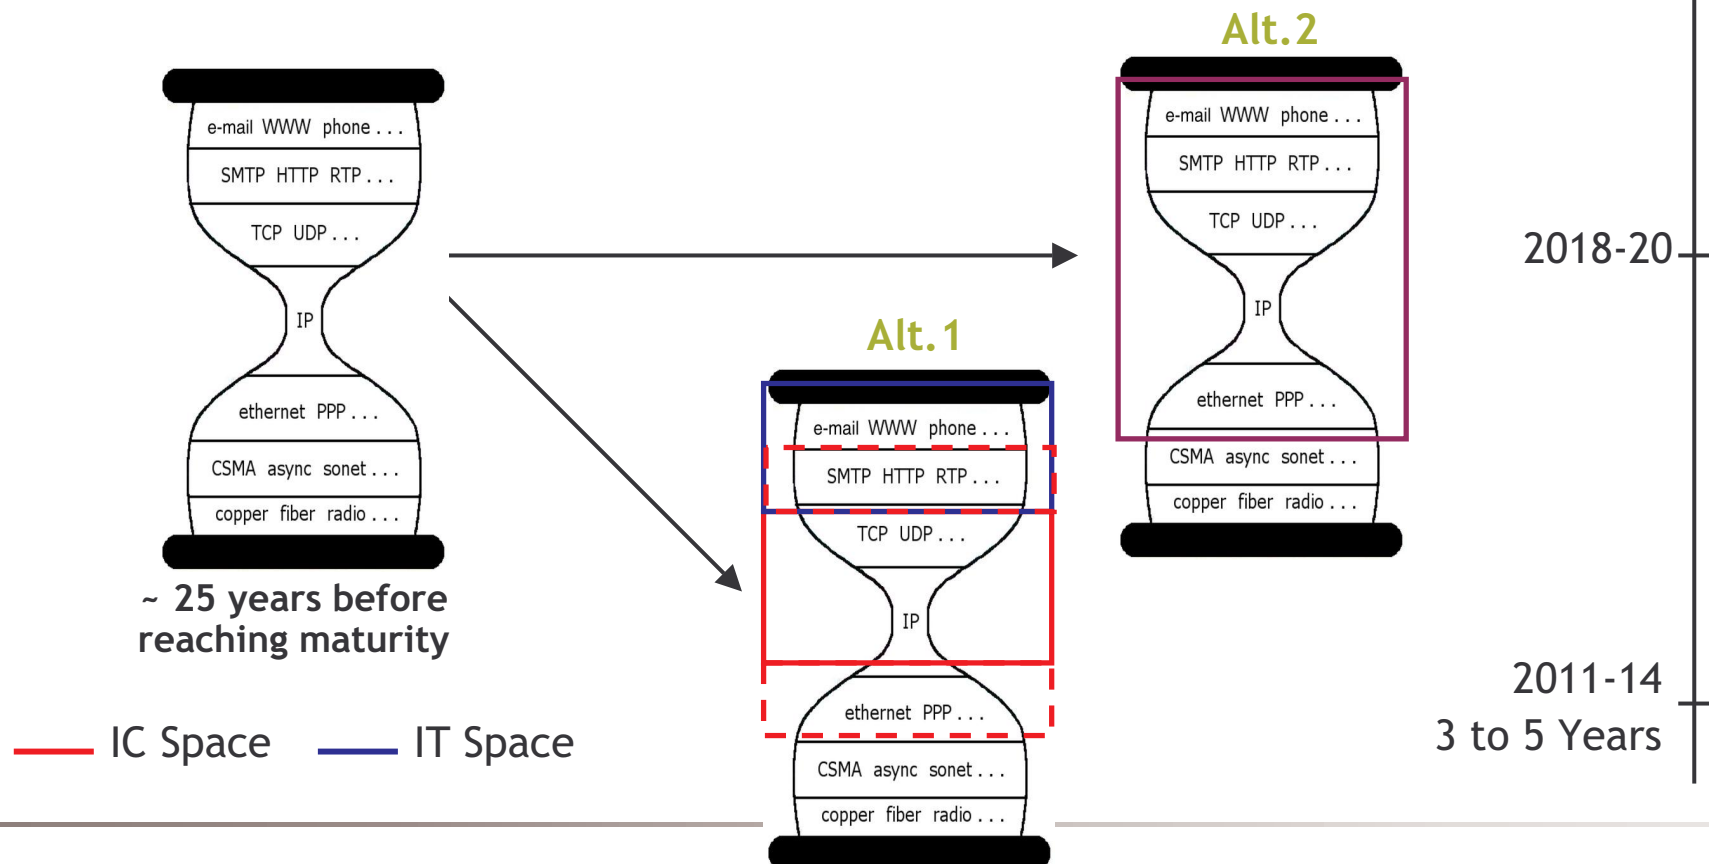 e-mail WWW phone . . .
SMTP HTTP RTP . . .
TCP UDP . . .
IP
ethernet PPP . . .
CSMA async sonet . . .
copper fiber radio . . .
~ 25 years before
reaching maturity
Alt.1
e-mail WWW phone . . .
SMTP HTTP RTP . . .
TCP UDP . . .
IP
ethernet PPP . . .
CSMA async sonet . . .
copper fiber radio . . .
Alt.2
e-mail WWW phone . . .
SMTP HTTP RTP . . .
TCP UDP . . .
IP
ethernet PPP . . .
CSMA async sonet . . .
copper fiber radio . . .
2018-20
2011-14
3 to 5 Years
IC Space
IT Space